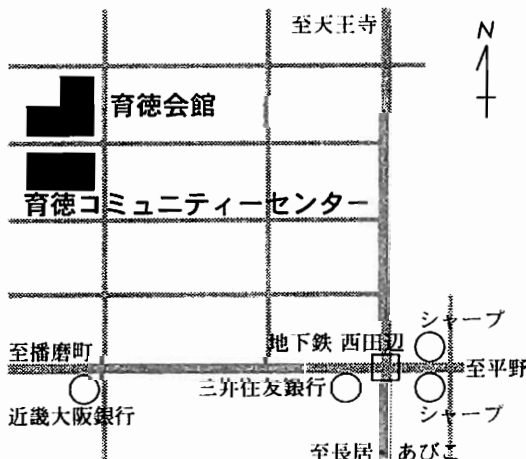 至天王寺
N
育徳会館
育徳コミュニティーセンター
シャープ
地下鉄 西田辺
至播磨町
至平野
三井住友銀行
近畿大阪銀行
シャープ
至長居 あびこ